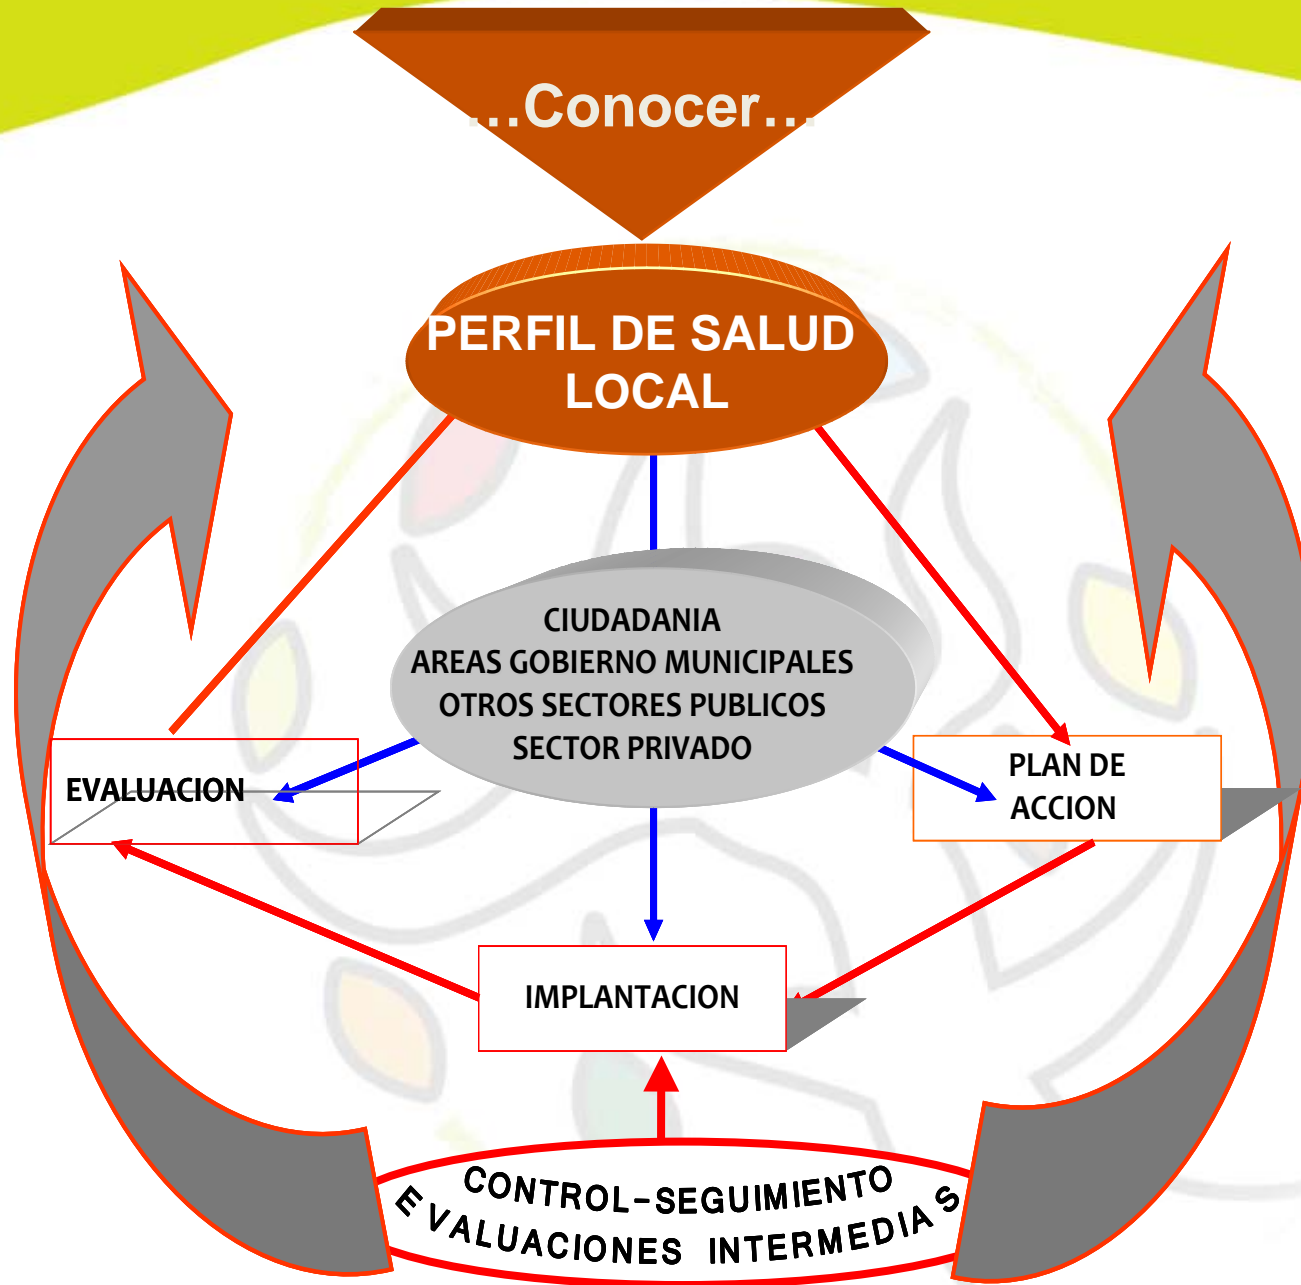 ...Conocer...
PERFIL DE SALUD
LOCAL
CIUDADANIA
AREAS GOBIERNO MUNICIPALES
OTROS SECTORES PUBLICOS
SECTOR PRIVADO
EVALUACION
PLAN DE
ACCION
IMPLANTACION
CONTROL-SEGUIMIENTO
EVALUACIONES INTERMEDIAS